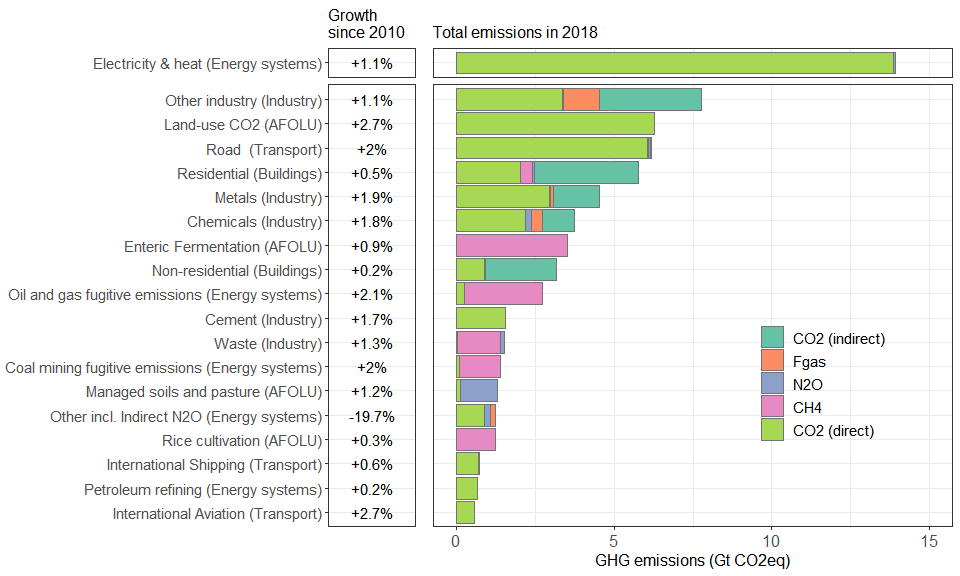 Growth
since 2010
Total emissions in 2018
Electricity & heat (Energy systems) +1.1%
Other industry (Industry) +1.1%
Land-use CO2 (AFOLU) +2.7%
Road  (Transport) +2%
Residential (Buildings) +0.5%
Metals (Industry) +1.9%
Chemicals (Industry) +1.8%
Enteric Fermentation (AFOLU) +0.9%
Non-residential (Buildings) +0.2%
Oil and gas fugitive emissions (Energy systems) +2.1%
Cement (Industry) +1.7%
Waste (Industry) +1.3%
Coal mining fugitive emissions (Energy systems) +2%
Managed soils and pasture (AFOLU) +1.2%
Other incl. Indirect N2O (Energy systems) -19.7%
Rice cultivation (AFOLU) +0.3%
International Shipping (Transport) +0.6%
Petroleum refining (Energy systems) +0.2%
International Aviation (Transport) +2.7%
CO2 (indirect)
Fgas
N2O
CH4
CO2 (direct)
0 5 10 15
GHG emissions (Gt CO2eq)